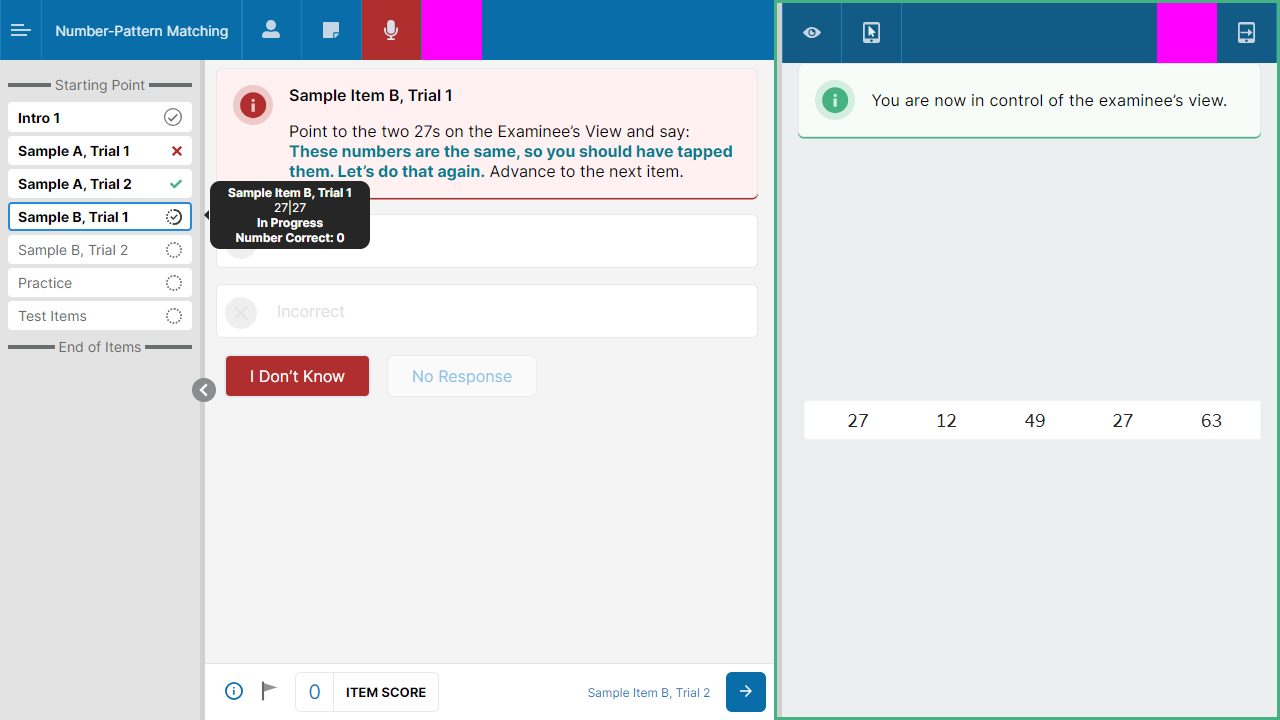 Number-Pattern Matching
Starting Point
Intro 1
Sample A, Trial 1
Sample A, Trial 2
Sample B, Trial 1
Sample B, Trial 2
Practice
Test Items
End of Items
Sample Item B, Trial 1
Point to the two 27s on the Examinee’s View and say:
These numbers are the same, so you should have tapped
them. Let’s do that again. Advance to the next item.
Sample Item B, Trial 1
27|27
In Progress
Number Correct: 0
Incorrect
I Don’t Know
No Response
0 ITEM SCORE
Sample Item B, Trial 2
You are now in control of the examinee’s view.
27 12 49 27 63